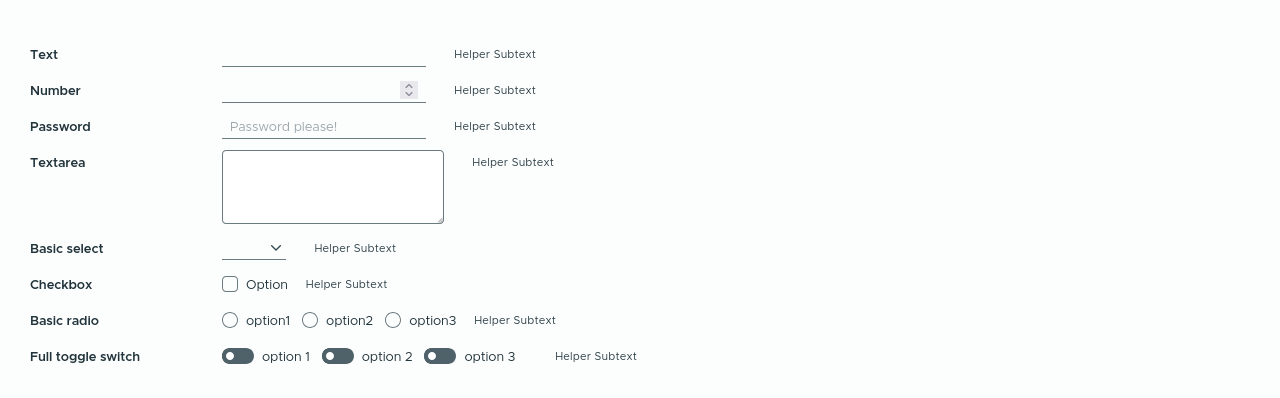 Text Helper Subtext
Number Helper Subtext
Password Password please! Helper Subtext
Textarea Helper Subtext
Basic select Helper Subtext
Checkbox Option Helper Subtext
Basic radio option1 option2 option3 Helper Subtext
Full toggle switch option 1 option 2 option 3 Helper Subtext